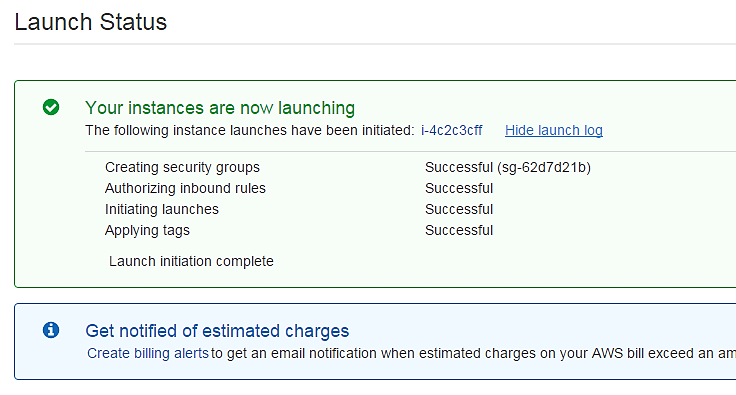 Launch Status
Your instances are now launching
The following instance launches have been initiated: i-4c2c3cff Hide launch log
Creating security groups Successful (sg-62d7d21b)
Authorizing inbound rules Successful
Initiating launches Successful
Applying tags Successful
Launch initiation complete
Get notified of estimated charges
Create billing alerts to get an email notification when estimated charges on your AWS bill exceed an am